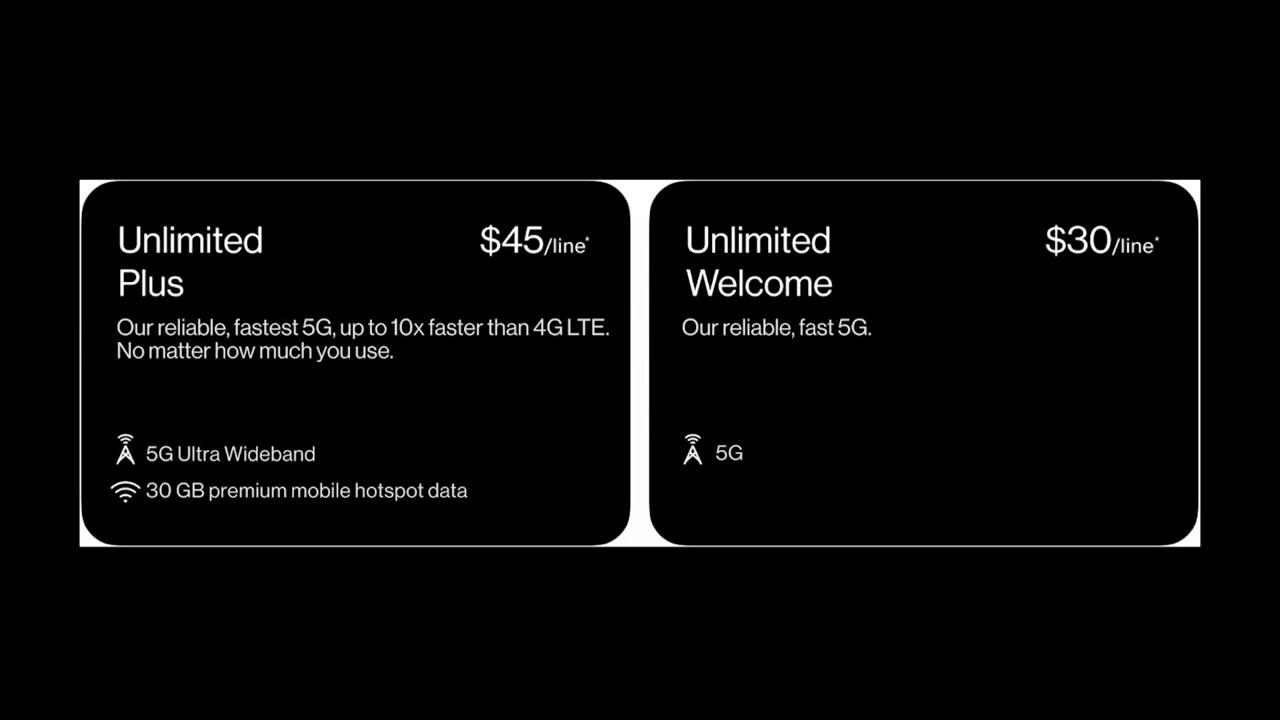 Unlimited
Plus
$45/line*
Our reliable, fastest 5G, up to 10x faster than 4G LTE.
No matter how much you use.
5G Ultra Wideband
30 GB premium mobile hotspot data
Unlimited
Welcome
$30/line*
Our reliable, fast 5G.
5G